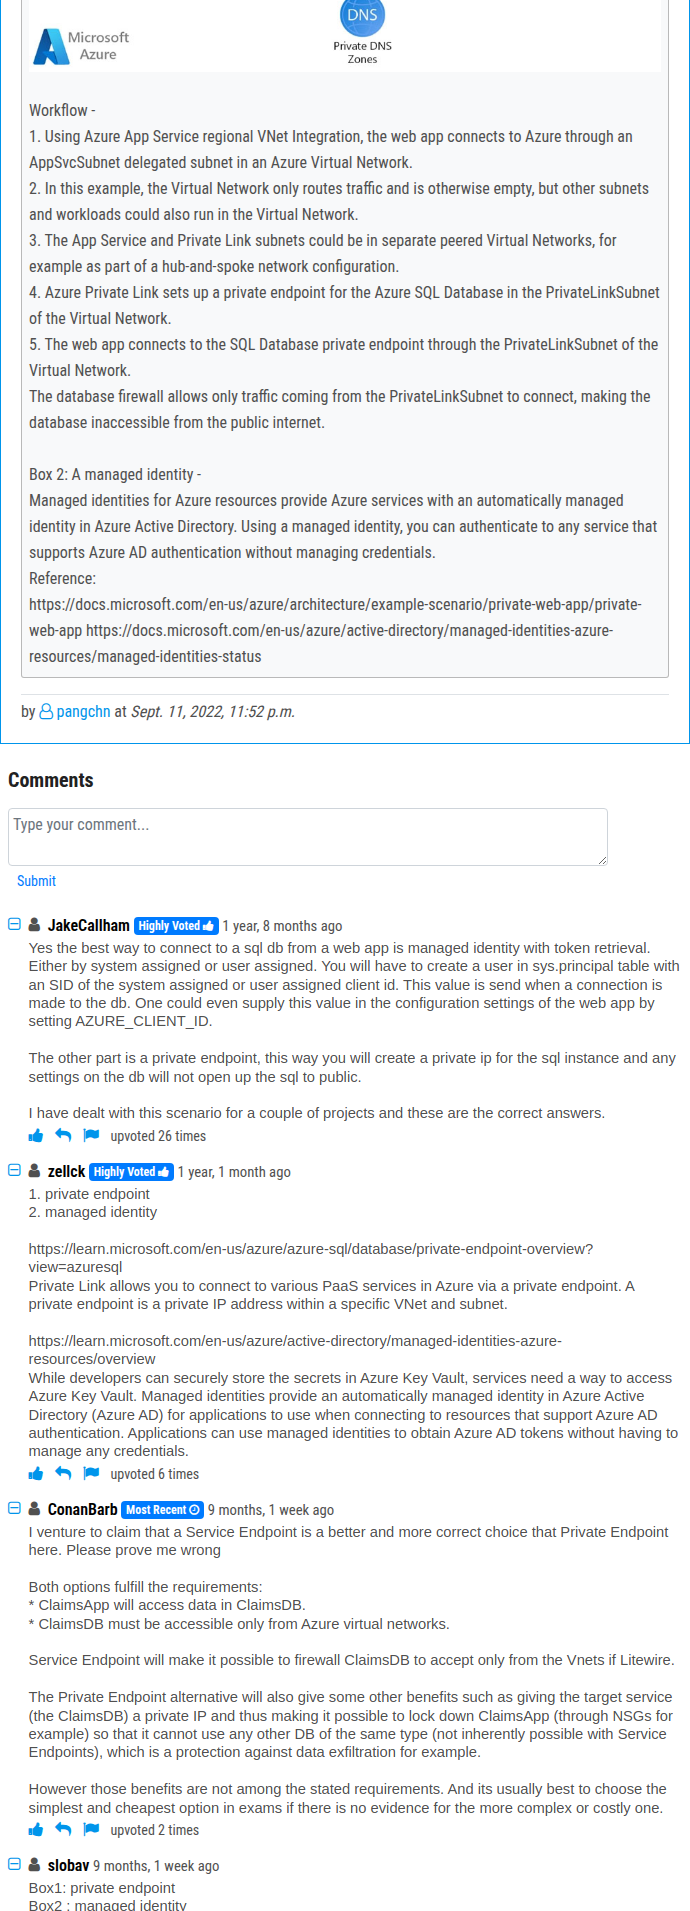 DNS
Microsoft
Azure
Private DNS
Zones
Workflow -
1. Using Azure App Service regional VNet Integration, the web app connects to Azure through an
AppSvcSubnet delegated subnet in an Azure Virtual Network.
2. In this example, the Virtual Network only routes traffic and is otherwise empty, but other subnets
and workloads could also run in the Virtual Network.
3. The App Service and Private Link subnets could be in separate peered Virtual Networks, for
example as part of a hub-and-spoke network configuration.
4. Azure Private Link sets up a private endpoint for the Azure SQL Database in the PrivateLinkSubnet
of the Virtual Network.
5. The web app connects to the SQL Database private endpoint through the PrivateLinkSubnet of the
Virtual Network.
The database firewall allows only traffic coming from the PrivateLinkSubnet to connect, making the
database inaccessible from the public internet.
Box 2: A managed identity -
Managed identities for Azure resources provide Azure services with an automatically managed
identity in Azure Active Directory. Using a managed identity, you can authenticate to any service that
supports Azure AD authentication without managing credentials.
Reference:
https://docs.microsoft.com/en-us/azure/architecture/example-scenario/private-web-app/private-
web-app https://docs.microsoft.com/en-us/azure/active-directory/managed-identities-azure-
resources/managed-identities-status
by pangchn at Sept. 11, 2022, 11:52 p.m.
Comments
Type your comment...
Submit
JakeCallham Highly Voted 1 year, 8 months ago
Yes the best way to connect to a sql db from a web app is managed identity with token retrieval.
Either by system assigned or user assigned. You will have to create a user in sys.principal table with
an SID of the system assigned or user assigned client id. This value is send when a connection is
made to the db. One could even supply this value in the configuration settings of the web app by
setting AZURE_CLIENT_ID.
The other part is a private endpoint, this way you will create a private ip for the sql instance and any
settings on the db will not open up the sql to public.
I have dealt with this scenario for a couple of projects and these are the correct answers.
upvoted 26 times
zellck Highly Voted 1 year, 1 month ago
1. private endpoint
2. managed identity
https://learn.microsoft.com/en-us/azure/azure-sql/database/private-endpoint-overview?
view=azuresql
Private Link allows you to connect to various PaaS services in Azure via a private endpoint. A
private endpoint is a private IP address within a specific VNet and subnet.
https://learn.microsoft.com/en-us/azure/active-directory/managed-identities-azure-
resources/overview
While developers can securely store the secrets in Azure Key Vault, services need a way to access
Azure Key Vault. Managed identities provide an automatically managed identity in Azure Active
Directory (Azure AD) for applications to use when connecting to resources that support Azure AD
authentication. Applications can use managed identities to obtain Azure AD tokens without having to
manage any credentials.
upvoted 6 times
ConanBarb Most Recent 9 months, 1 week ago
I venture to claim that a Service Endpoint is a better and more correct choice that Private Endpoint
here. Please prove me wrong
Both options fulfill the requirements:
* ClaimsApp will access data in ClaimsDB.
* ClaimsDB must be accessible only from Azure virtual networks.
Service Endpoint will make it possible to firewall ClaimsDB to accept only from the Vnets if Litewire.
The Private Endpoint alternative will also give some other benefits such as giving the target service
(the ClaimsDB) a private IP and thus making it possible to lock down ClaimsApp (through NSGs for
example) so that it cannot use any other DB of the same type (not inherently possible with Service
Endpoints), which is a protection against data exfiltration for example.
However those benefits are not among the stated requirements. And its usually best to choose the
simplest and cheapest option in exams if there is no evidence for the more complex or costly one.
upvoted 2 times
slobav 9 months, 1 week ago
Box1: private endpoint
Box2 : managed identity